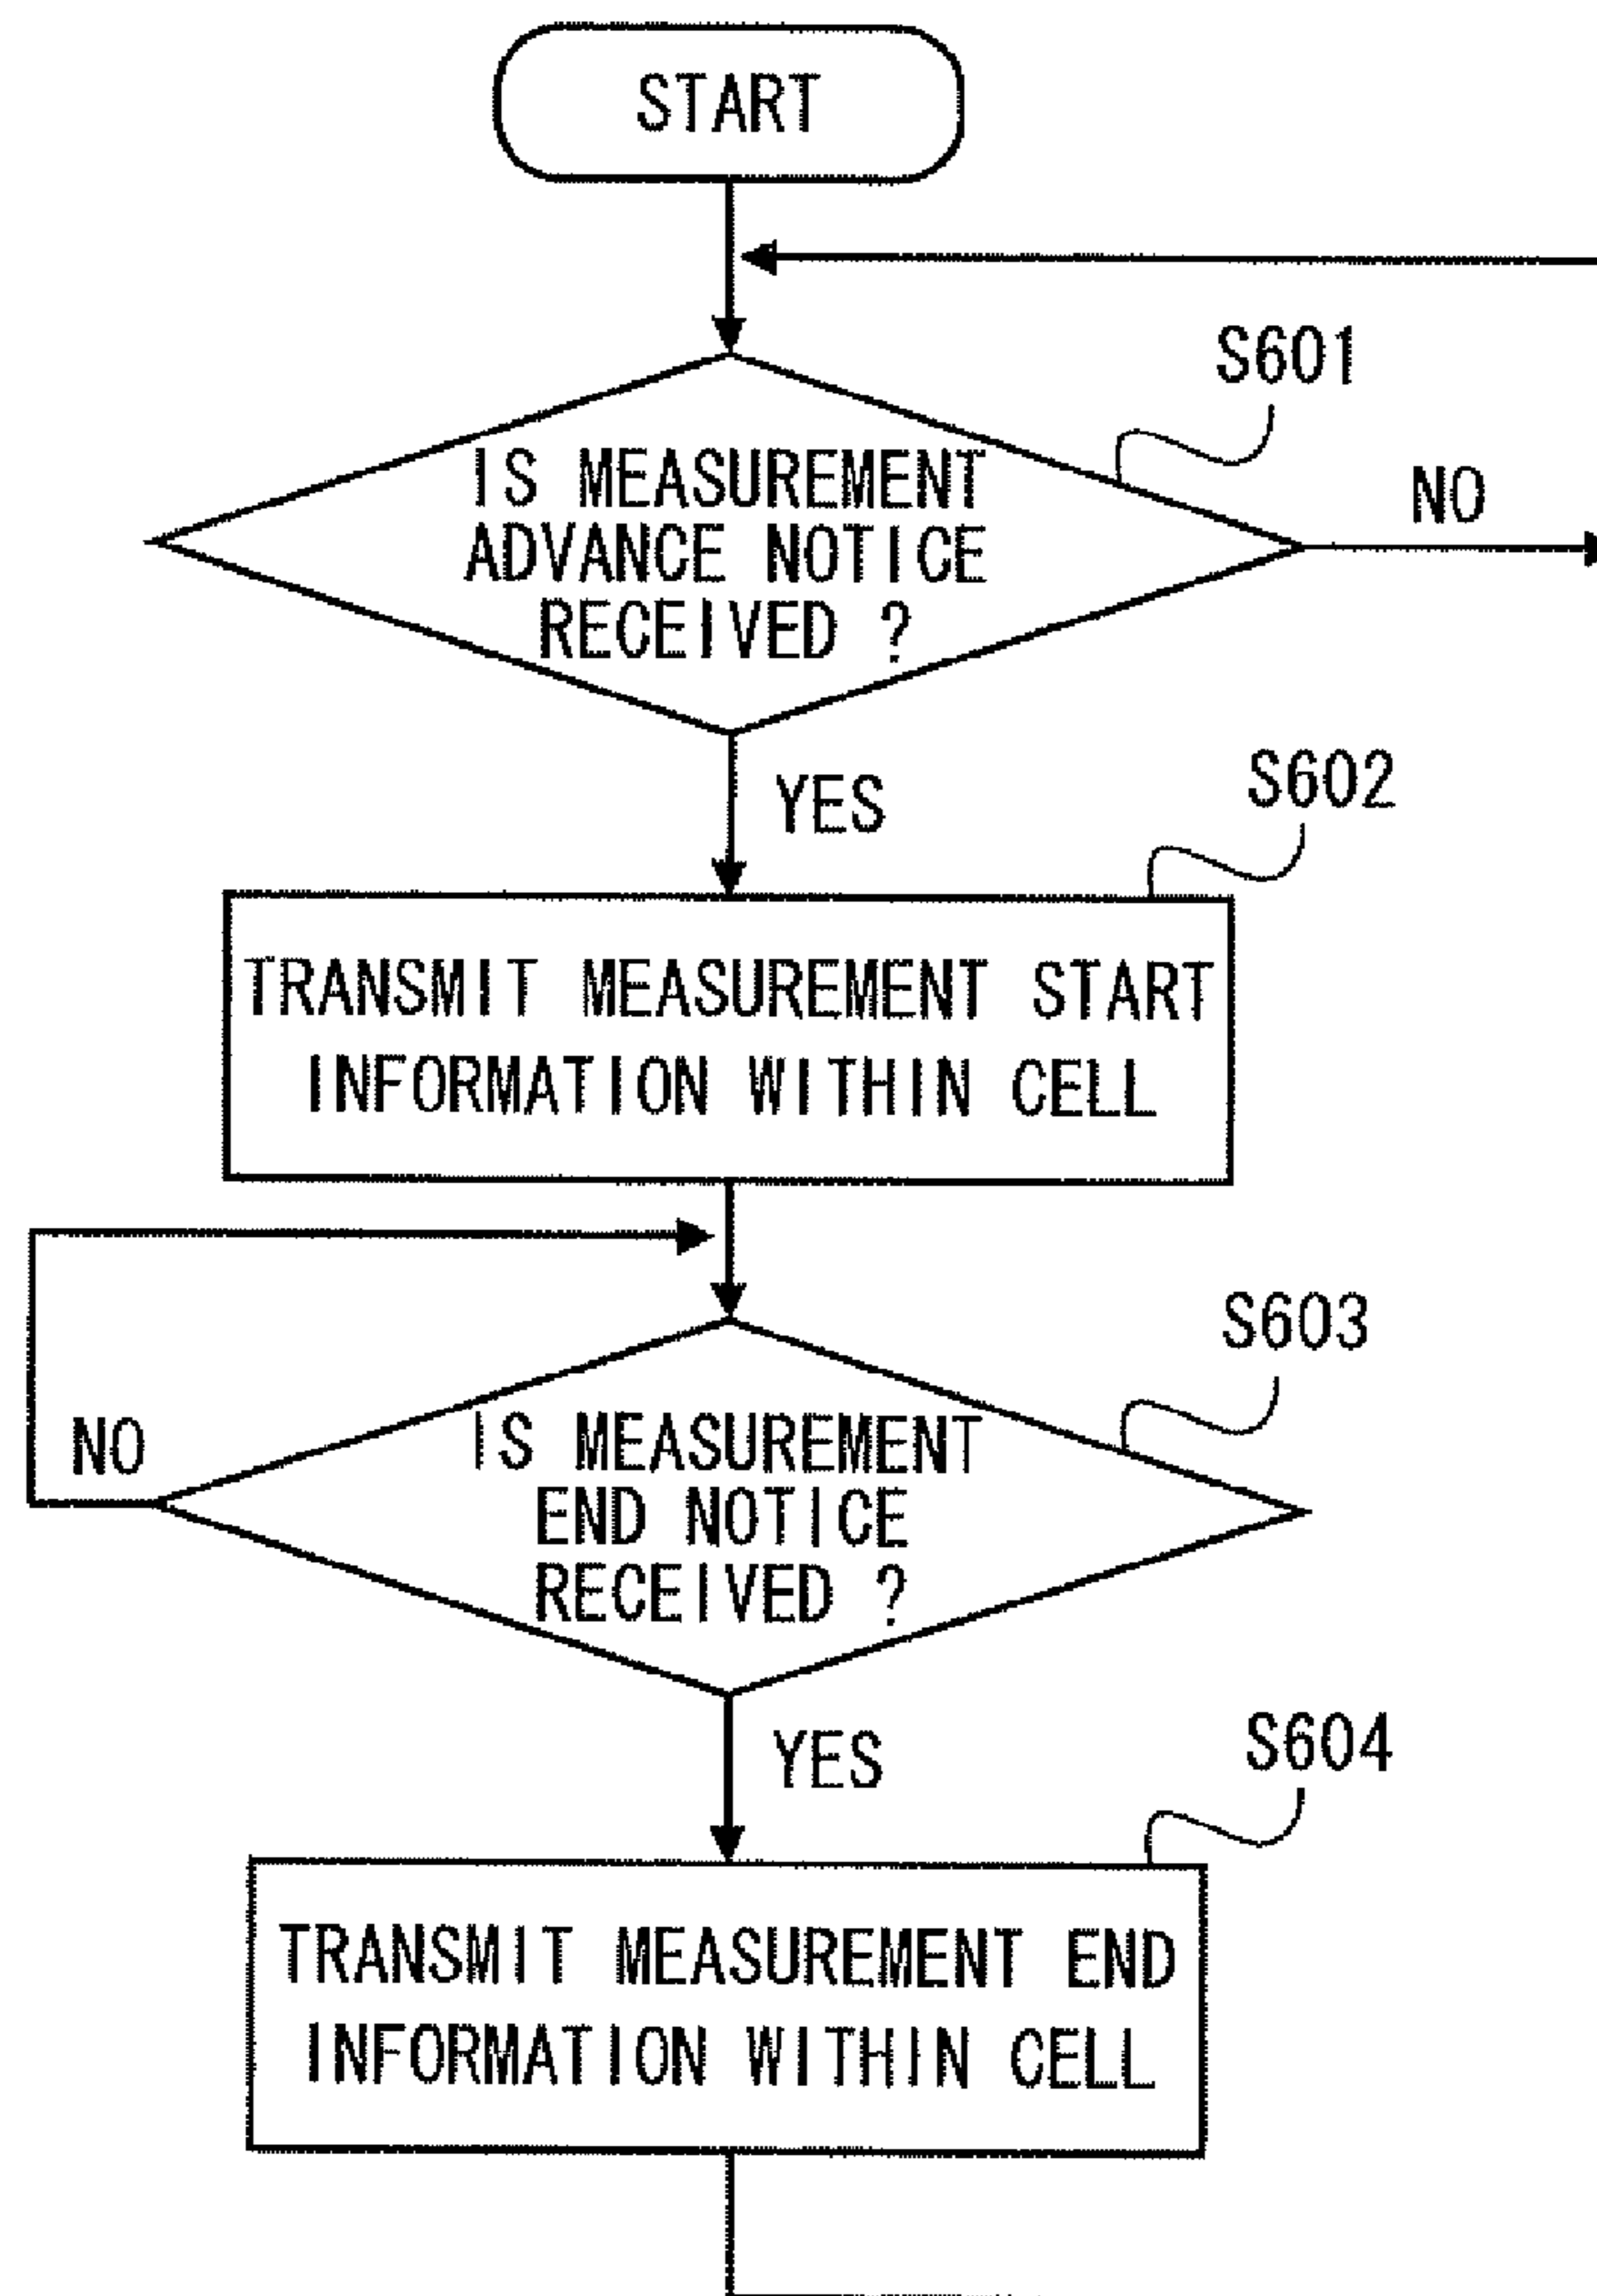 START
S601
IS MEASUREMENT
ADVANCE NOTICE
RECEIVED ?
NO
YES
S602
TRANSMIT MEASUREMENT START
INFORMATION WITHIN CELL
S603
NO
IS MEASUREMENT
END NOTICE
RECEIVED ?
YES
S604
TRANSMIT MEASUREMENT END
INFORMATION WITHIN CELL